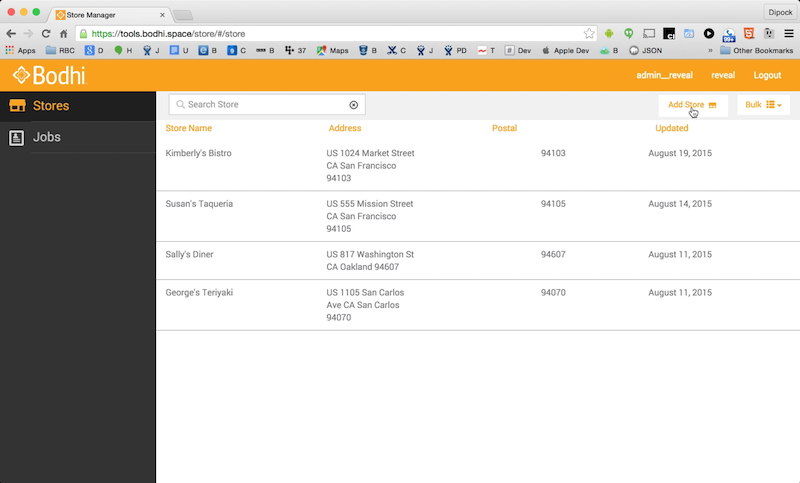 Store Manager
Dipock
https://tools.bodhi.space/store/#/store
Apps RBC D H J B C B 37 Maps B C J PD T Dev Apple Dev B JSON » Other Bookmarks
Bodhi
admin__reveal reveal Logout
Stores
Jobs
Search Store
Add Store
Bulk
Store Name Address Postal Updated
Kimberly's Bistro US 1024 Market Street 94103 August 19, 2015
CA San Francisco
94103
Susan's Taqueria US 555 Mission Street 94105 August 14, 2015
CA San Francisco
94105
Sally's Diner US 817 Washington St 94607 August 11, 2015
CA Oakland 94607
George's Teriyaki US 1105 San Carlos 94070 August 11, 2015
Ave CA San Carlos
94070